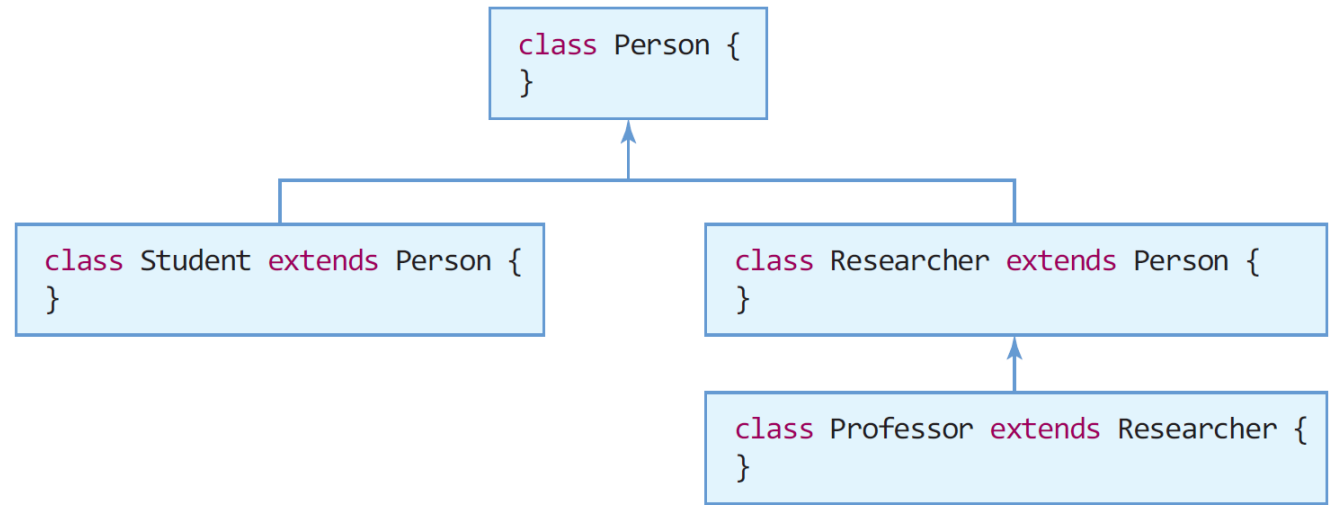 class Person {
}
class Student extends Person {
}
class Researcher extends Person {
}
class Professor extends Researcher {
}